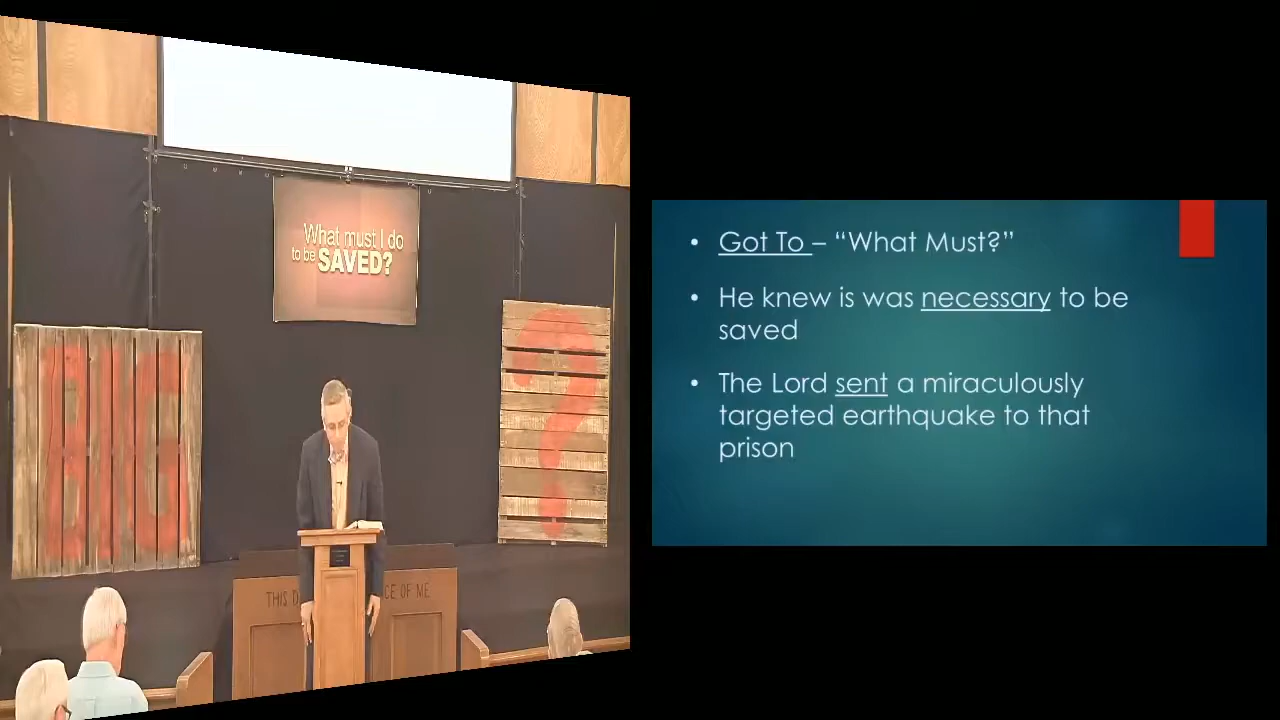 What must I do
to be SAVED?
BIG
?
THIS D
CE OF ME
• Got To – “What Must?”
• He knew is was necessary to be
saved
• The Lord sent a miraculously
targeted earthquake to that
prison